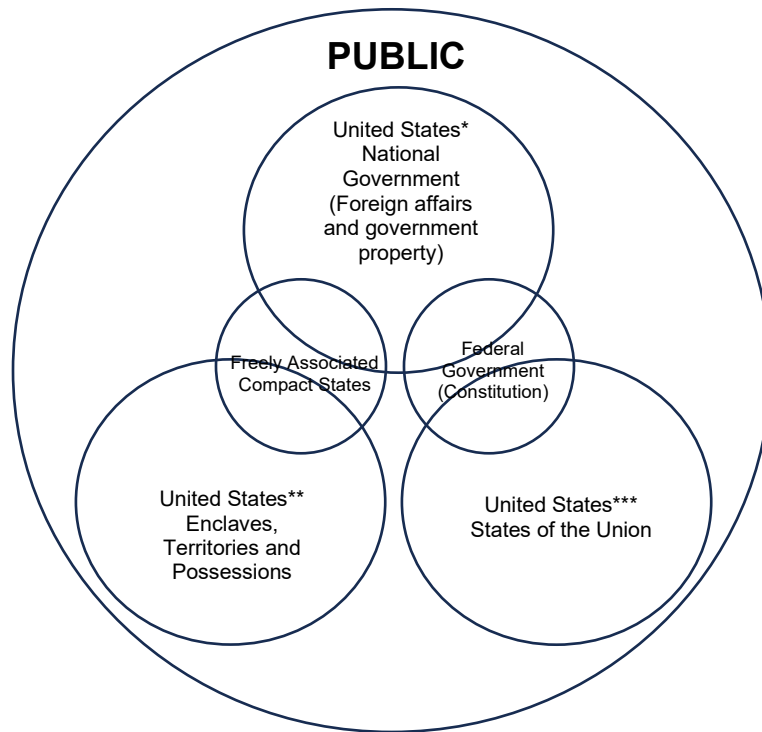 PUBLIC
United States*
National
Government
(Foreign affairs
and government
property)
Freely Associated
Compact States
Federal
Government
(Constitution)
United States**
Enclaves,
Territories and
Possessions
United States***
States of the Union